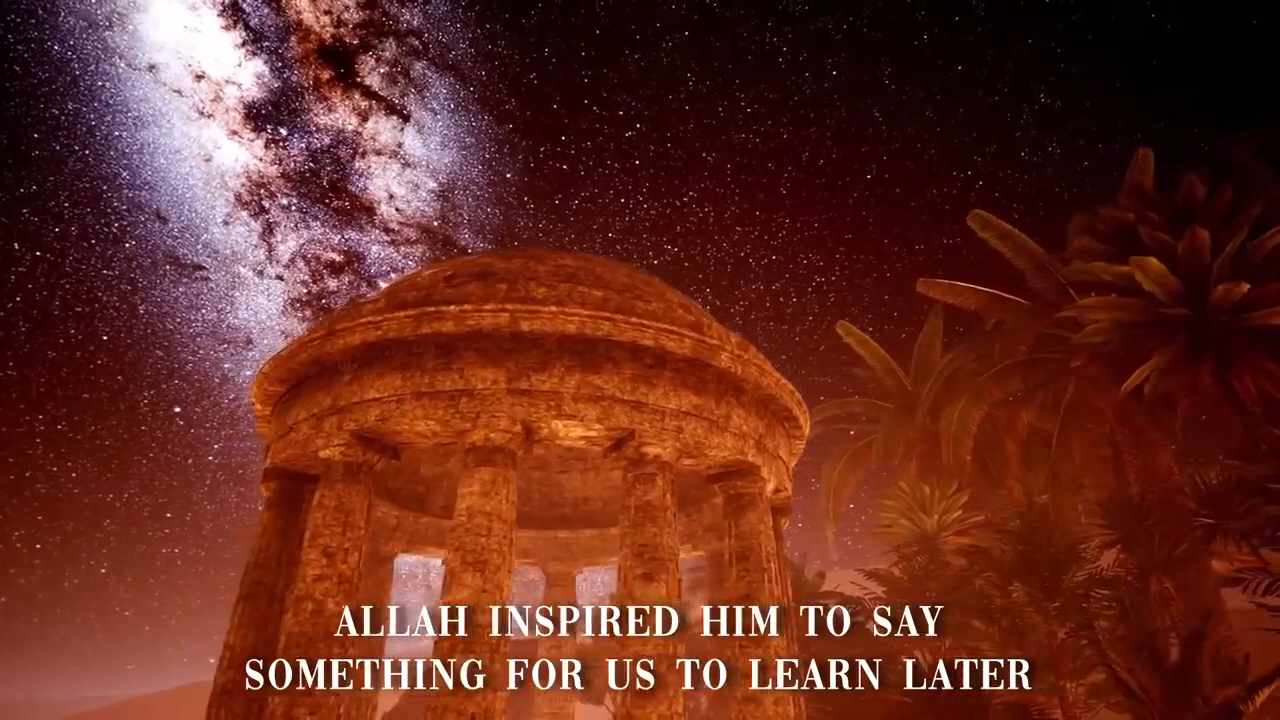 ALLAH INSPIRED HIM TO SAY
SOMETHING FOR US TO LEARN LATER